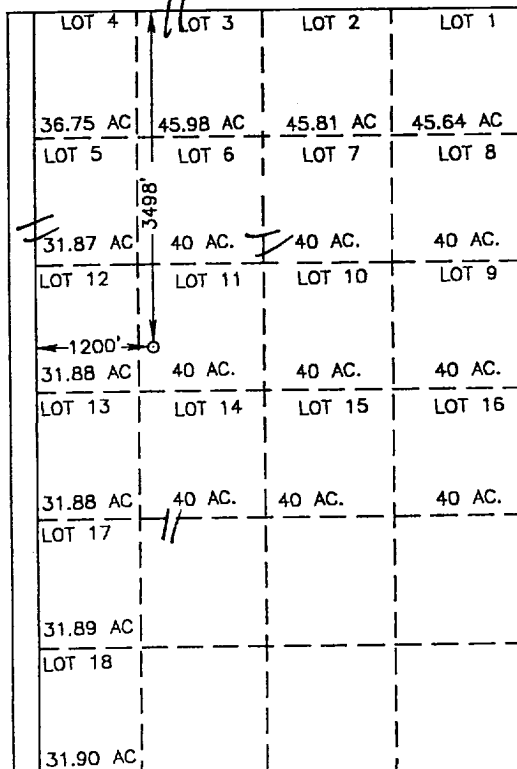 LOT 4 LOT 3 LOT 2 LOT 1
36.75 AC 45.98 AC 45.81 AC 45.64 AC
LOT 5 LOT 6 LOT 7 LOT 8
3498'
31.87 AC 40 AC. 40 AC. 40 AC.
LOT 12 LOT 11 LOT 10 LOT 9
1200'
31.88 AC 40 AC. 40 AC. 40 AC.
LOT 13 LOT 14 LOT 15 LOT 16
31.88 AC 40 AC. 40 AC. 40 AC.
LOT 17
31.89 AC
LOT 18
31.90 AC